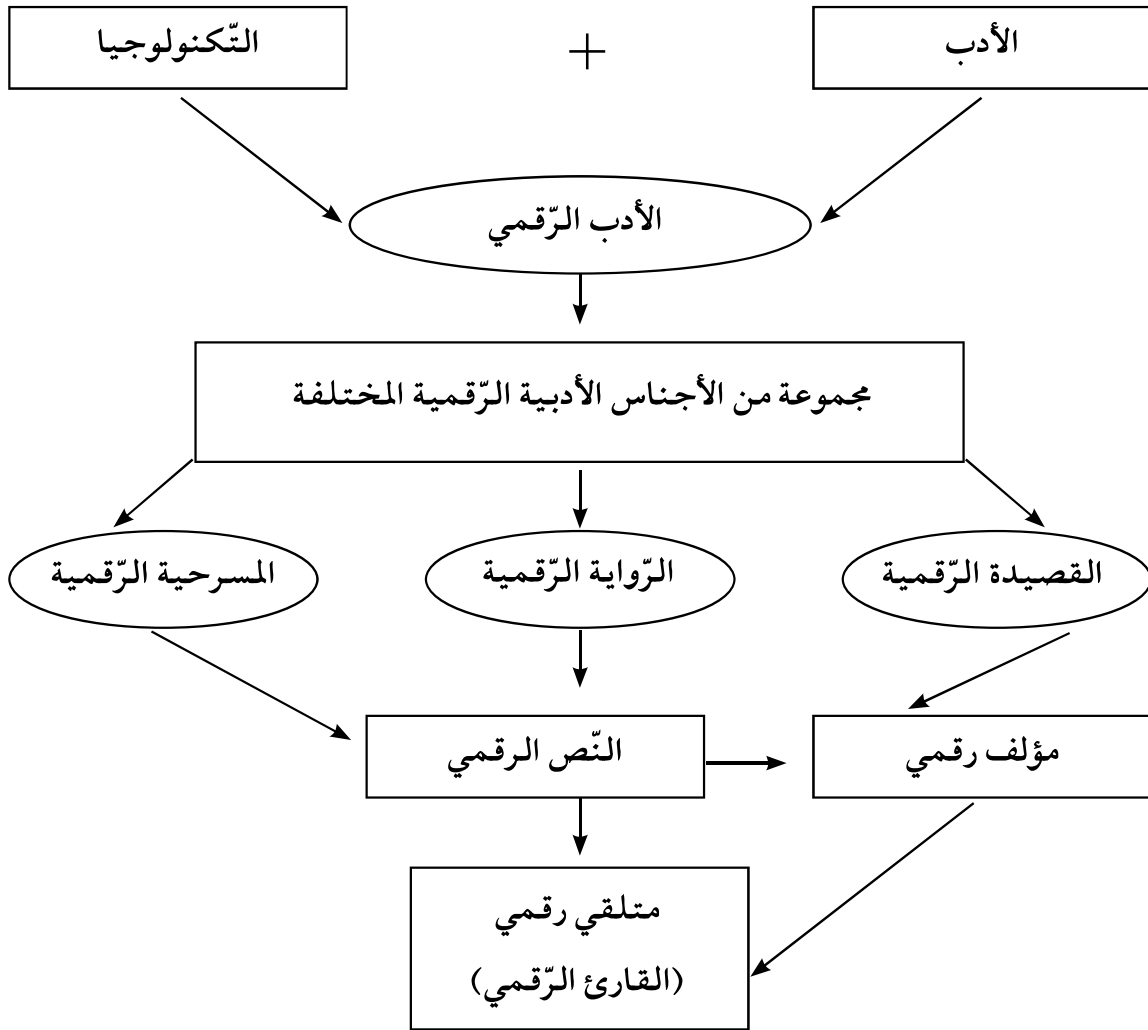 الأدب
+
التّكنولوجيا
الأدب الرّقمي
مجموعة من الأجناس الأدبية الرّقمية المختلفة
القصيدة الرّقمية
الرّواية الرّقمية
المسرحية الرّقمية
مؤلف رقمي
النّص الرقمي
متلقي رقمي
(القارئ الرّقمي)